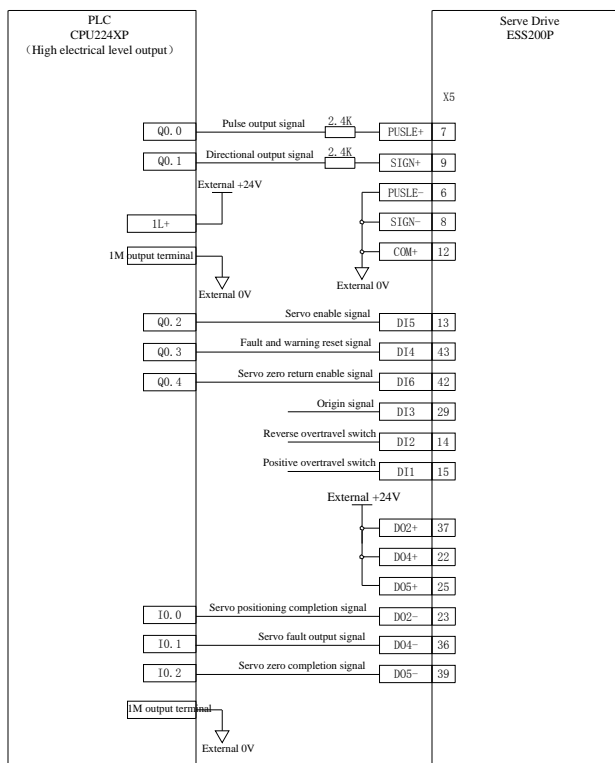 PLC
CPU224XP
（High electrical level output）
Serve Drive
ESS200P
X5
Q0.0 Pulse output signal 2.4K PUSLE+ 7
Q0.1 Directional output signal 2.4K SIGN+ 9
External +24V
PUSLE- 6
1L+ SIGN- 8
1M output terminal COM+ 12
External 0V External 0V
Q0.2 Servo enable signal DI5 13
Q0.3 Fault and warning reset signal DI4 43
Q0.4 Servo zero return enable signal DI6 42
Origin signal DI3 29
Reverse overtravel switch DI2 14
Positive overtravel switch DI1 15
External +24V
DO2+ 37
DO4+ 22
DO5+ 25
I0.0 Servo positioning completion signal DO2- 23
I0.1 Servo fault output signal DO4- 36
I0.2 Servo zero completion signal DO5- 39
1M output terminal
External 0V